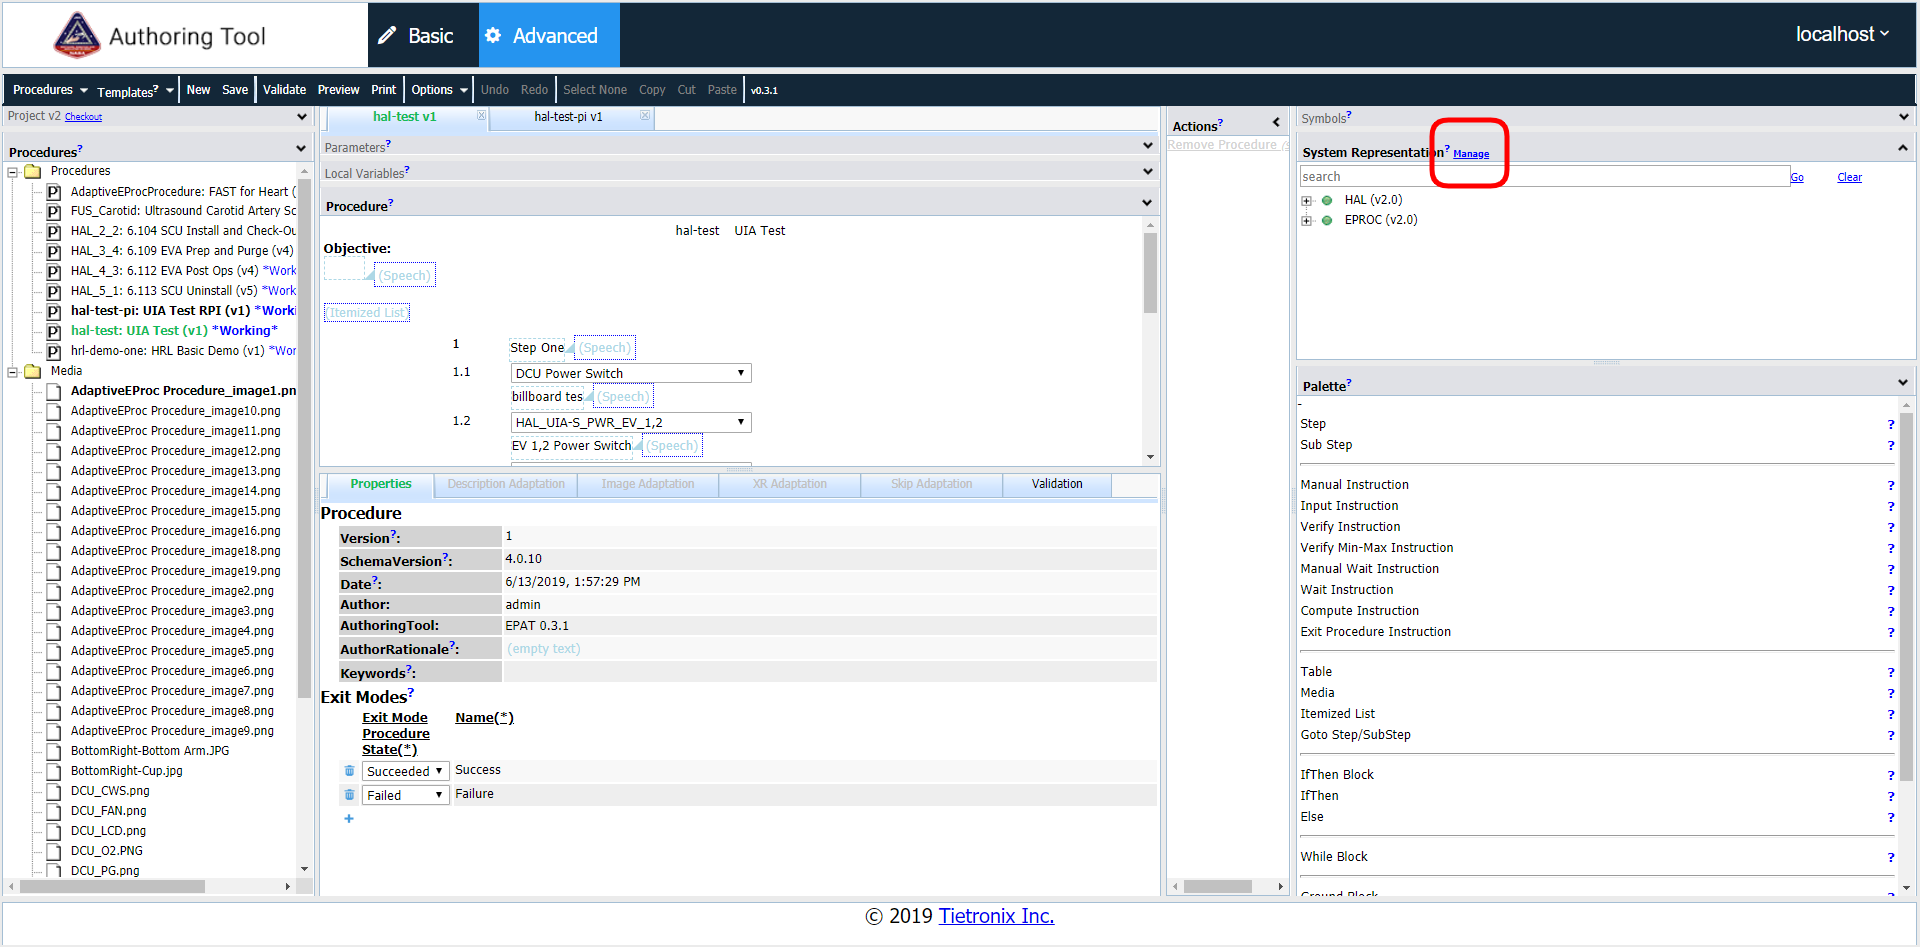 Authoring Tool
Basic
Advanced
localhost
Procedures
Templates?
New
Save
Validate
Preview
Print
Options
Undo
Redo
Select None
Copy
Cut
Paste
v0.3.1
Project v2 Checkout
Procedures?
Procedures
AdaptiveEProcProcedure: FAST for Heart (
FUS_Carotid: Ultrasound Carotid Artery Sc
HAL_2_2: 6.104 SCU Install and Check-Ou
HAL_3_4: 6.109 EVA Prep and Purge (v4)
HAL_4_3: 6.112 EVA Post Ops (v4) *Work
HAL_5_1: 6.113 SCU Uninstall (v5) *Work
hal-test-pi: UIA Test RPI (v1) *Worki
hal-test: UIA Test (v1) *Working*
hrl-demo-one: HRL Basic Demo (v1) *Wor
Media
AdaptiveEProc Procedure_image1.pn
AdaptiveEProc Procedure_image10.png
AdaptiveEProc Procedure_image11.png
AdaptiveEProc Procedure_image12.png
AdaptiveEProc Procedure_image13.png
AdaptiveEProc Procedure_image14.png
AdaptiveEProc Procedure_image15.png
AdaptiveEProc Procedure_image16.png
AdaptiveEProc Procedure_image18.png
AdaptiveEProc Procedure_image19.png
AdaptiveEProc Procedure_image2.png
AdaptiveEProc Procedure_image3.png
AdaptiveEProc Procedure_image4.png
AdaptiveEProc Procedure_image5.png
AdaptiveEProc Procedure_image6.png
AdaptiveEProc Procedure_image7.png
AdaptiveEProc Procedure_image8.png
AdaptiveEProc Procedure_image9.png
BottomRight-Bottom Arm.JPG
BottomRight-Cup.jpg
DCU_CWS.png
DCU_FAN.png
DCU_LCD.png
DCU_O2.PNG
DCU_PG.png
hal-test v1
hal-test-pi v1
Parameters?
Local Variables?
Procedure?
hal-test UIA Test
Objective:
(Speech)
(Itemized List)
1 Step One (Speech)
1.1 DCU Power Switch
billboard tes (Speech)
1.2 HAL_UIA-S_PWR_EV_1,2
EV 1,2 Power Switch (Speech)
Properties
Description Adaptation
Image Adaptation
XR Adaptation
Skip Adaptation
Validation
Procedure
Version?: 1
SchemaVersion?: 4.0.10
Date?: 6/13/2019, 1:57:29 PM
Author: admin
AuthoringTool: EPAT 0.3.1
AuthorRationale?: (empty text)
Keywords?:
Exit Modes?
Exit Mode Name(*)
Procedure
State(*)
Succeeded Success
Failed Failure
Actions?
Remove Procedure /s
Symbols?
System Representation? Manage
search
Go
Clear
HAL (v2.0)
EPROC (v2.0)
Palette?
-
Step ?
Sub Step ?
Manual Instruction ?
Input Instruction ?
Verify Instruction ?
Verify Min-Max Instruction ?
Manual Wait Instruction ?
Wait Instruction ?
Compute Instruction ?
Exit Procedure Instruction ?
Table ?
Media ?
Itemized List ?
Goto Step/SubStep ?
IfThen Block ?
IfThen ?
Else ?
While Block ?
© 2019 Tietronix Inc.